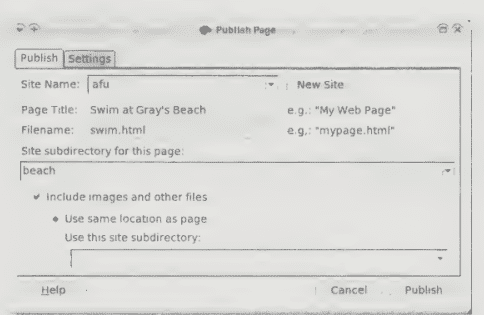 Publish Page
Publish Settings
Site Name: afu New Site
Page Title: Swim at Gray's Beach e.g.: "My Web Page"
Filename: swim.html e.g.: "mypage.html"
Site subdirectory for this page:
beach
Include images and other files
Use same location as page
Use this site subdirectory:
Help Cancel Publish